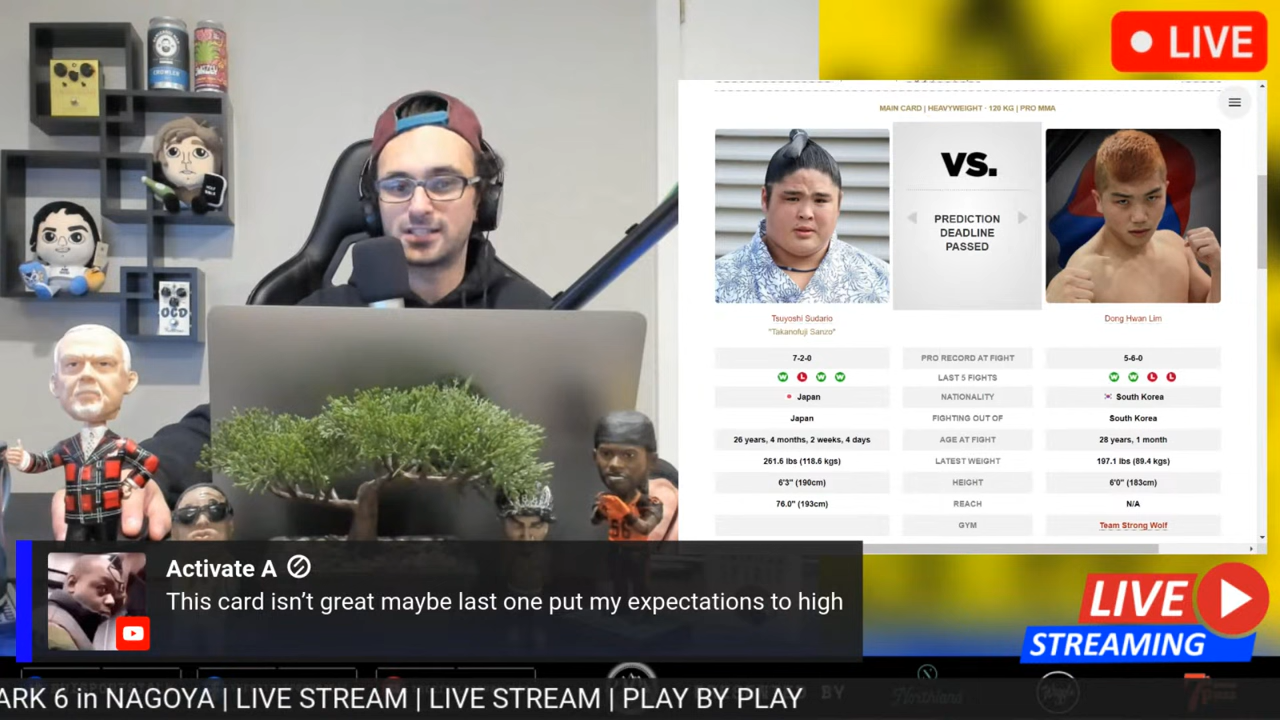 LIVE
MAIN CARD | HEAVYWEIGHT · 120 KG | PRO MMA
VS.
PREDICTION
DEADLINE
PASSED
Tsuyoshi Sudario
"Takanofuji Sanzo"
Dong Hwan Lim
7-2-0 PRO RECORD AT FIGHT 5-6-0
W L W W LAST 5 FIGHTS W W L L
Japan NATIONALITY South Korea
Japan FIGHTING OUT OF South Korea
26 years, 4 months, 2 weeks, 4 days AGE AT FIGHT 28 years, 1 month
261.6 lbs (118.6 kgs) LATEST WEIGHT 197.1 lbs (89.4 kgs)
6'3" (190cm) HEIGHT 6'0" (183cm)
76.0" (193cm) REACH N/A
GYM Team Strong Wolf
CROWLER
OCD
Activate A
This card isn't great maybe last one put my expectations to high
LIVE
STREAMING
BY
Northland
ARK 6 in NAGOYA | LIVE STREAM | LIVE STREAM | PLAY BY PLAY